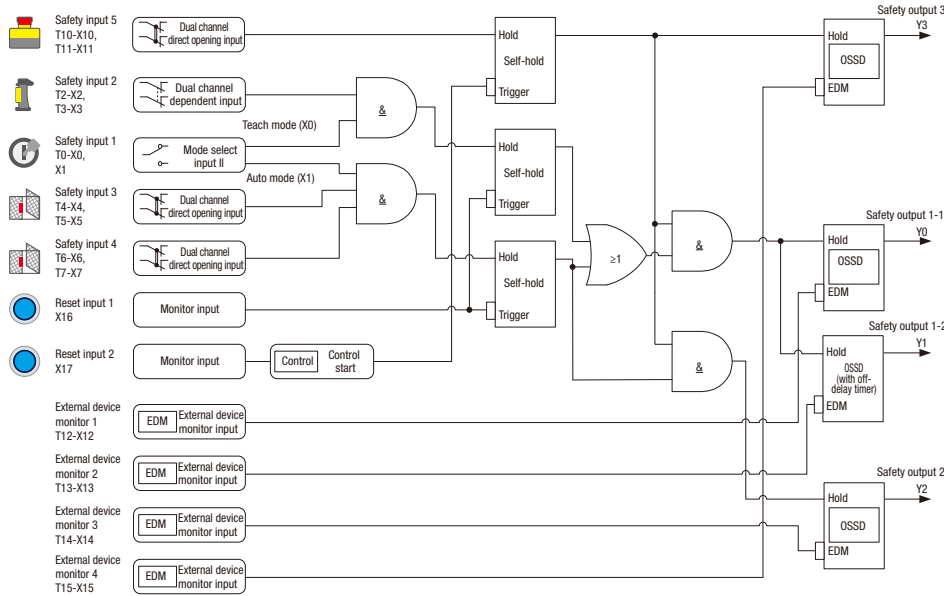 Safety input 5
T10-X10,
T11-X11
Dual channel
direct opening input
Hold
Self-hold
Trigger
Safety output 3
Y3
Hold
OSSD
EDM
Safety input 2
T2-X2,
T3-X3
Dual channel
dependent input
&
Teach mode (X0)
Safety input 1
T0-X0,
X1
Mode select
input II
Auto mode (X1)
Hold
Self-hold
Trigger
Safety input 3
T4-X4,
T5-X5
Dual channel
direct opening input
&
Safety input 4
T6-X6,
T7-X7
Dual channel
direct opening input
Hold
Self-hold
Trigger
≥1
&
Safety output 1-1
Y0
Hold
OSSD
EDM
Reset input 1
X16
Monitor input
Reset input 2
X17
Monitor input
Control
Control
start
&
Safety output 1-2
Y1
Hold
OSSD
(with off-
delay timer)
EDM
External device
monitor 1
T12-X12
EDM
External device
monitor input
External device
monitor 2
T13-X13
EDM
External device
monitor input
Safety output 2
Y2
Hold
OSSD
EDM
External device
monitor 3
T14-X14
EDM
External device
monitor input
External device
monitor 4
T15-X15
EDM
External device
monitor input